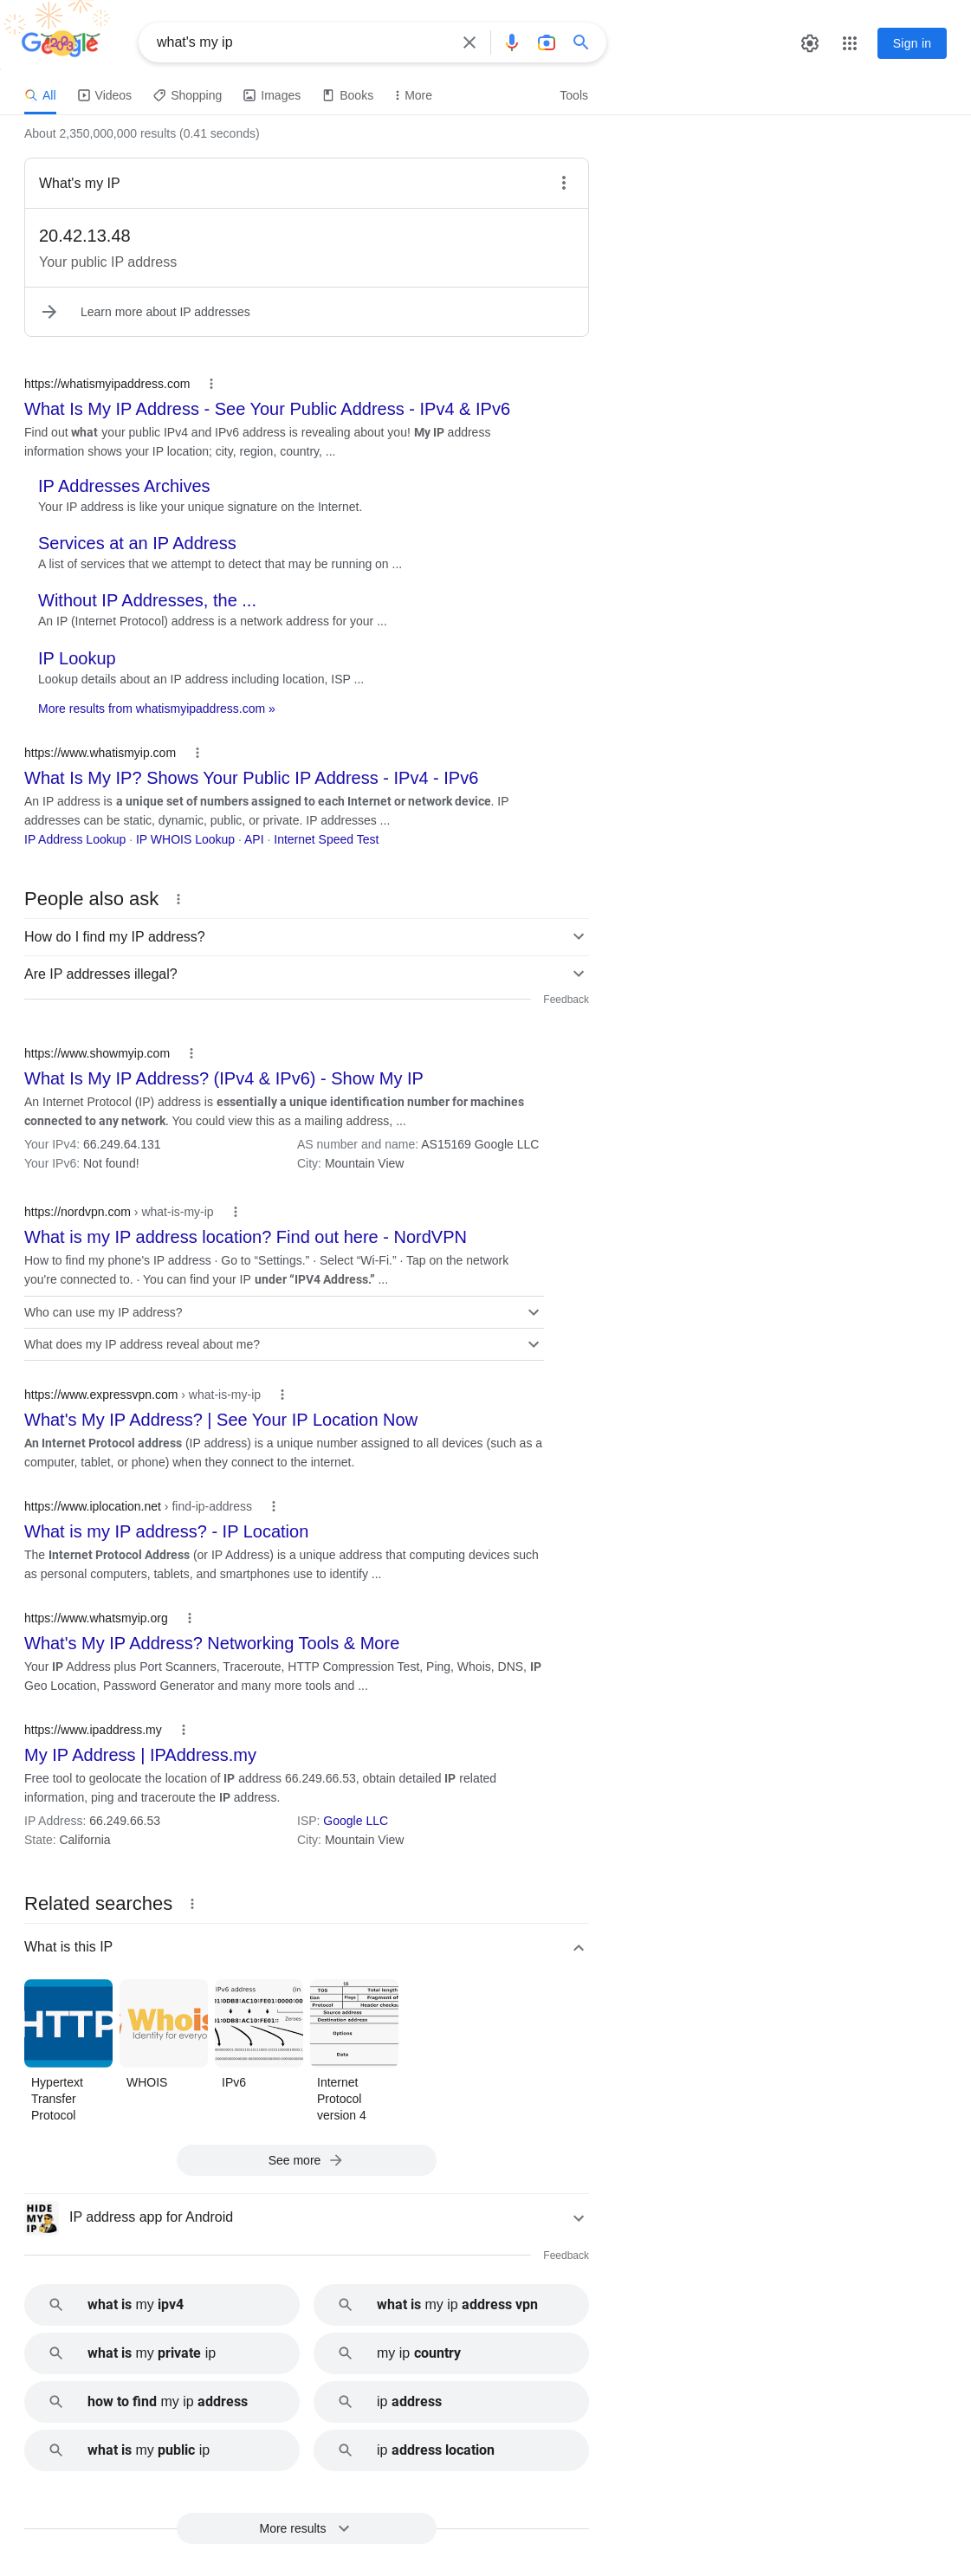 Google
what's my ip
Sign in
All
Videos
Shopping
Images
Books
More
Tools
About 2,350,000,000 results (0.41 seconds)
What's my IP
20.42.13.48
Your public IP address
Learn more about IP addresses
https://whatismyipaddress.com
What Is My IP Address - See Your Public Address - IPv4 & IPv6
Find out what your public IPv4 and IPv6 address is revealing about you! My IP address
information shows your IP location; city, region, country, ...
IP Addresses Archives
Your IP address is like your unique signature on the Internet.
Services at an IP Address
A list of services that we attempt to detect that may be running on ...
Without IP Addresses, the ...
An IP (Internet Protocol) address is a network address for your ...
IP Lookup
Lookup details about an IP address including location, ISP ...
More results from whatismyipaddress.com »
https://www.whatismyip.com
What Is My IP? Shows Your Public IP Address - IPv4 - IPv6
An IP address is a unique set of numbers assigned to each Internet or network device. IP
addresses can be static, dynamic, public, or private. IP addresses ...
IP Address Lookup · IP WHOIS Lookup · API · Internet Speed Test
People also ask
How do I find my IP address?
Are IP addresses illegal?
Feedback
https://www.showmyip.com
What Is My IP Address? (IPv4 & IPv6) - Show My IP
An Internet Protocol (IP) address is essentially a unique identification number for machines
connected to any network. You could view this as a mailing address, ...
Your IPv4: 66.249.64.131
AS number and name: AS15169 Google LLC
Your IPv6: Not found!
City: Mountain View
https://nordvpn.com › what-is-my-ip
What is my IP address location? Find out here - NordVPN
How to find my phone's IP address · Go to “Settings.” · Select “Wi-Fi.” · Tap on the network
you're connected to. · You can find your IP under “IPV4 Address.” ...
Who can use my IP address?
What does my IP address reveal about me?
https://www.expressvpn.com › what-is-my-ip
What's My IP Address? | See Your IP Location Now
An Internet Protocol address (IP address) is a unique number assigned to all devices (such as a
computer, tablet, or phone) when they connect to the internet.
https://www.iplocation.net › find-ip-address
What is my IP address? - IP Location
The Internet Protocol Address (or IP Address) is a unique address that computing devices such
as personal computers, tablets, and smartphones use to identify ...
https://www.whatsmyip.org
What's My IP Address? Networking Tools & More
Your IP Address plus Port Scanners, Traceroute, HTTP Compression Test, Ping, Whois, DNS, IP
Geo Location, Password Generator and many more tools and ...
https://www.ipaddress.my
My IP Address | IPAddress.my
Free tool to geolocate the location of IP address 66.249.66.53, obtain detailed IP related
information, ping and traceroute the IP address.
IP Address: 66.249.66.53
ISP: Google LLC
State: California
City: Mountain View
Related searches
What is this IP
HTTP
Whois
Identity for everyo
IPv6 address (in
TOS
Total length
Flags
Fragment of
Protocol
Header checks
Source address
Destination address
Options
Data
Zeroes
Hypertext
Transfer
Protocol
WHOIS
IPv6
Internet
Protocol
version 4
See more
HIDE
MY
IP
IP address app for Android
Feedback
what is my ipv4
what is my ip address vpn
what is my private ip
my ip country
how to find my ip address
ip address
what is my public ip
ip address location
More results